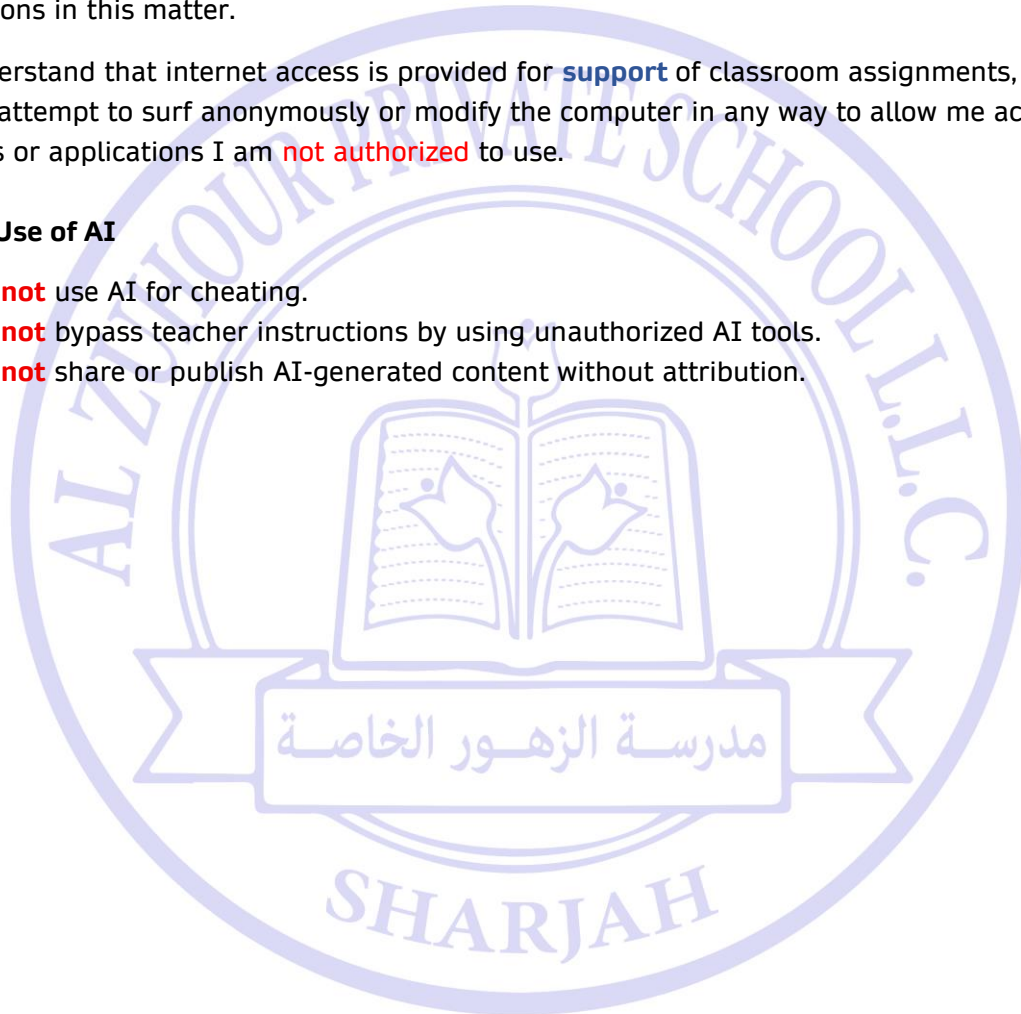 ons in this matter.
erstand that internet access is provided for support of classroom assignments,
attempt to surf anonymously or modify the computer in any way to allow me ac
s or applications I am not authorized to use.
Use of AI
not use AI for cheating.
not bypass teacher instructions by using unauthorized AI tools.
not share or publish AI-generated content without attribution.
AL ZUHOUR PRIVATE SCHOOL L.L.C.
مدرســة الزهــور الخاصــة
SHARJAH